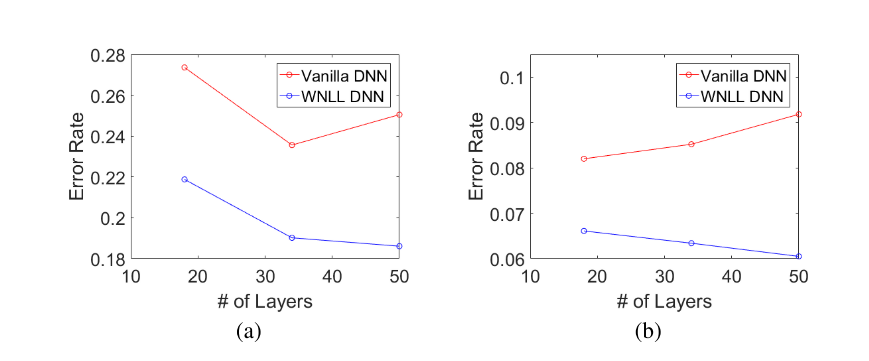 0.28
0.26
0.24
0.22
0.2
0.18
Error Rate
10
20
30
40
50
# of Layers
Vanilla DNN
WNLL DNN
(a)
0.1
0.09
0.08
0.07
0.06
Error Rate
10
20
30
40
50
# of Layers
Vanilla DNN
WNLL DNN
(b)